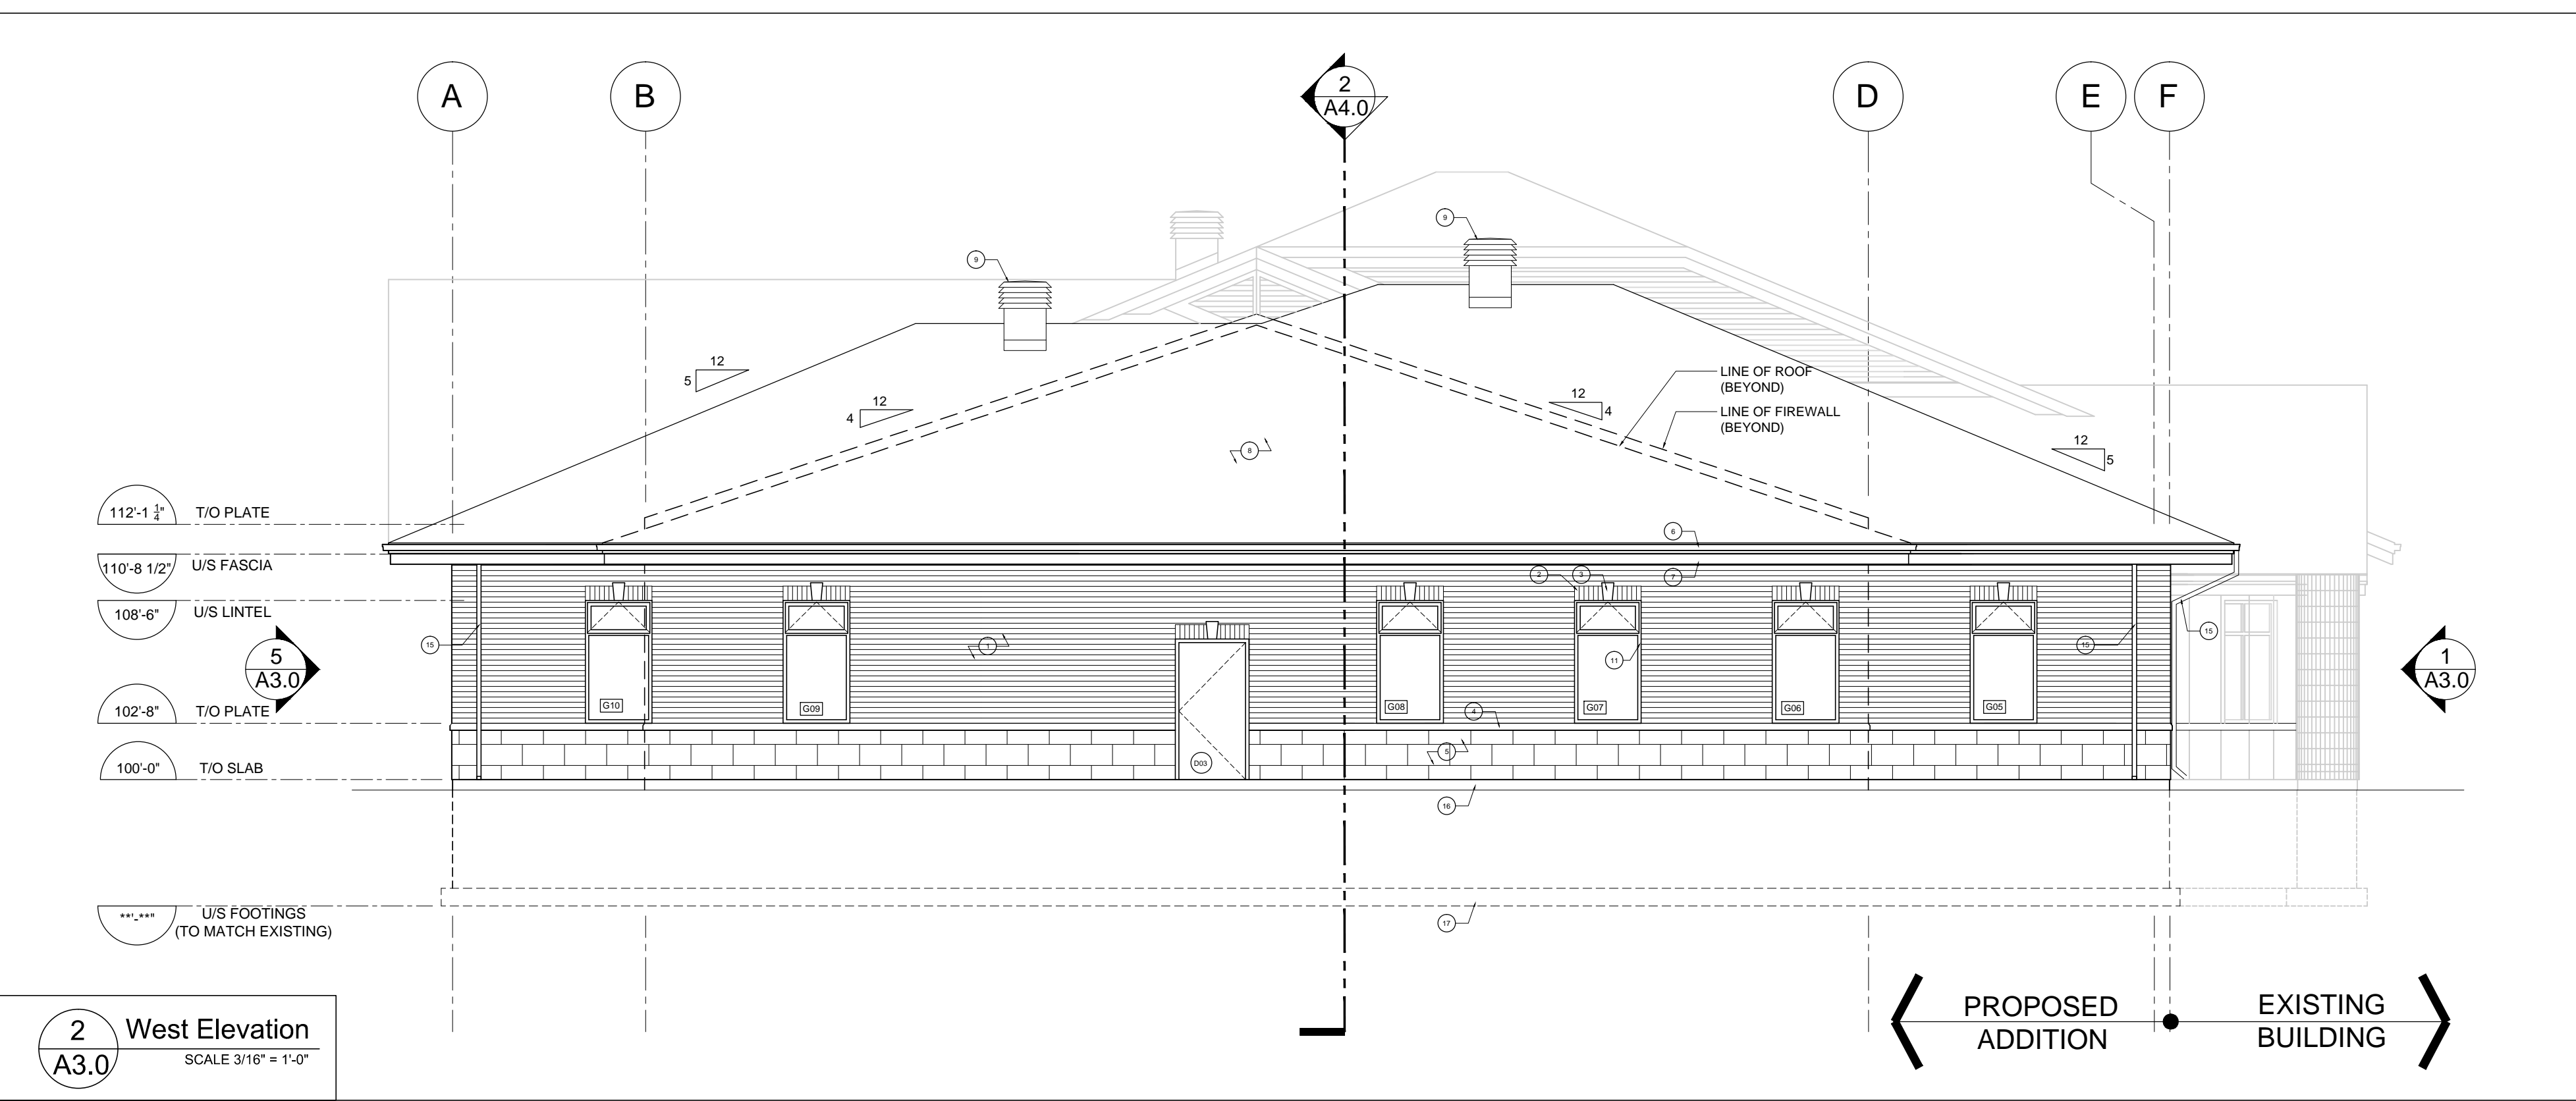 A
B
2
A4.0
D
E
F
9
9
12
5
12
4
12
4
LINE OF ROOF
(BEYOND)
LINE OF FIREWALL
(BEYOND)
12
5
8
112'-1 1/4"
T/O PLATE
110'-8 1/2"
U/S FASCIA
108'-6"
U/S LINTEL
6
7
2
3
5
A3.0
15
1
11
15
15
1
A3.0
102'-8"
T/O PLATE
G10
G09
G08
G07
G06
G05
4
5
D03
100'-0"
T/O SLAB
16
**'-**"
U/S FOOTINGS
(TO MATCH EXISTING)
17
PROPOSED
ADDITION
EXISTING
BUILDING
2
A3.0
West Elevation
SCALE 3/16" = 1'-0"